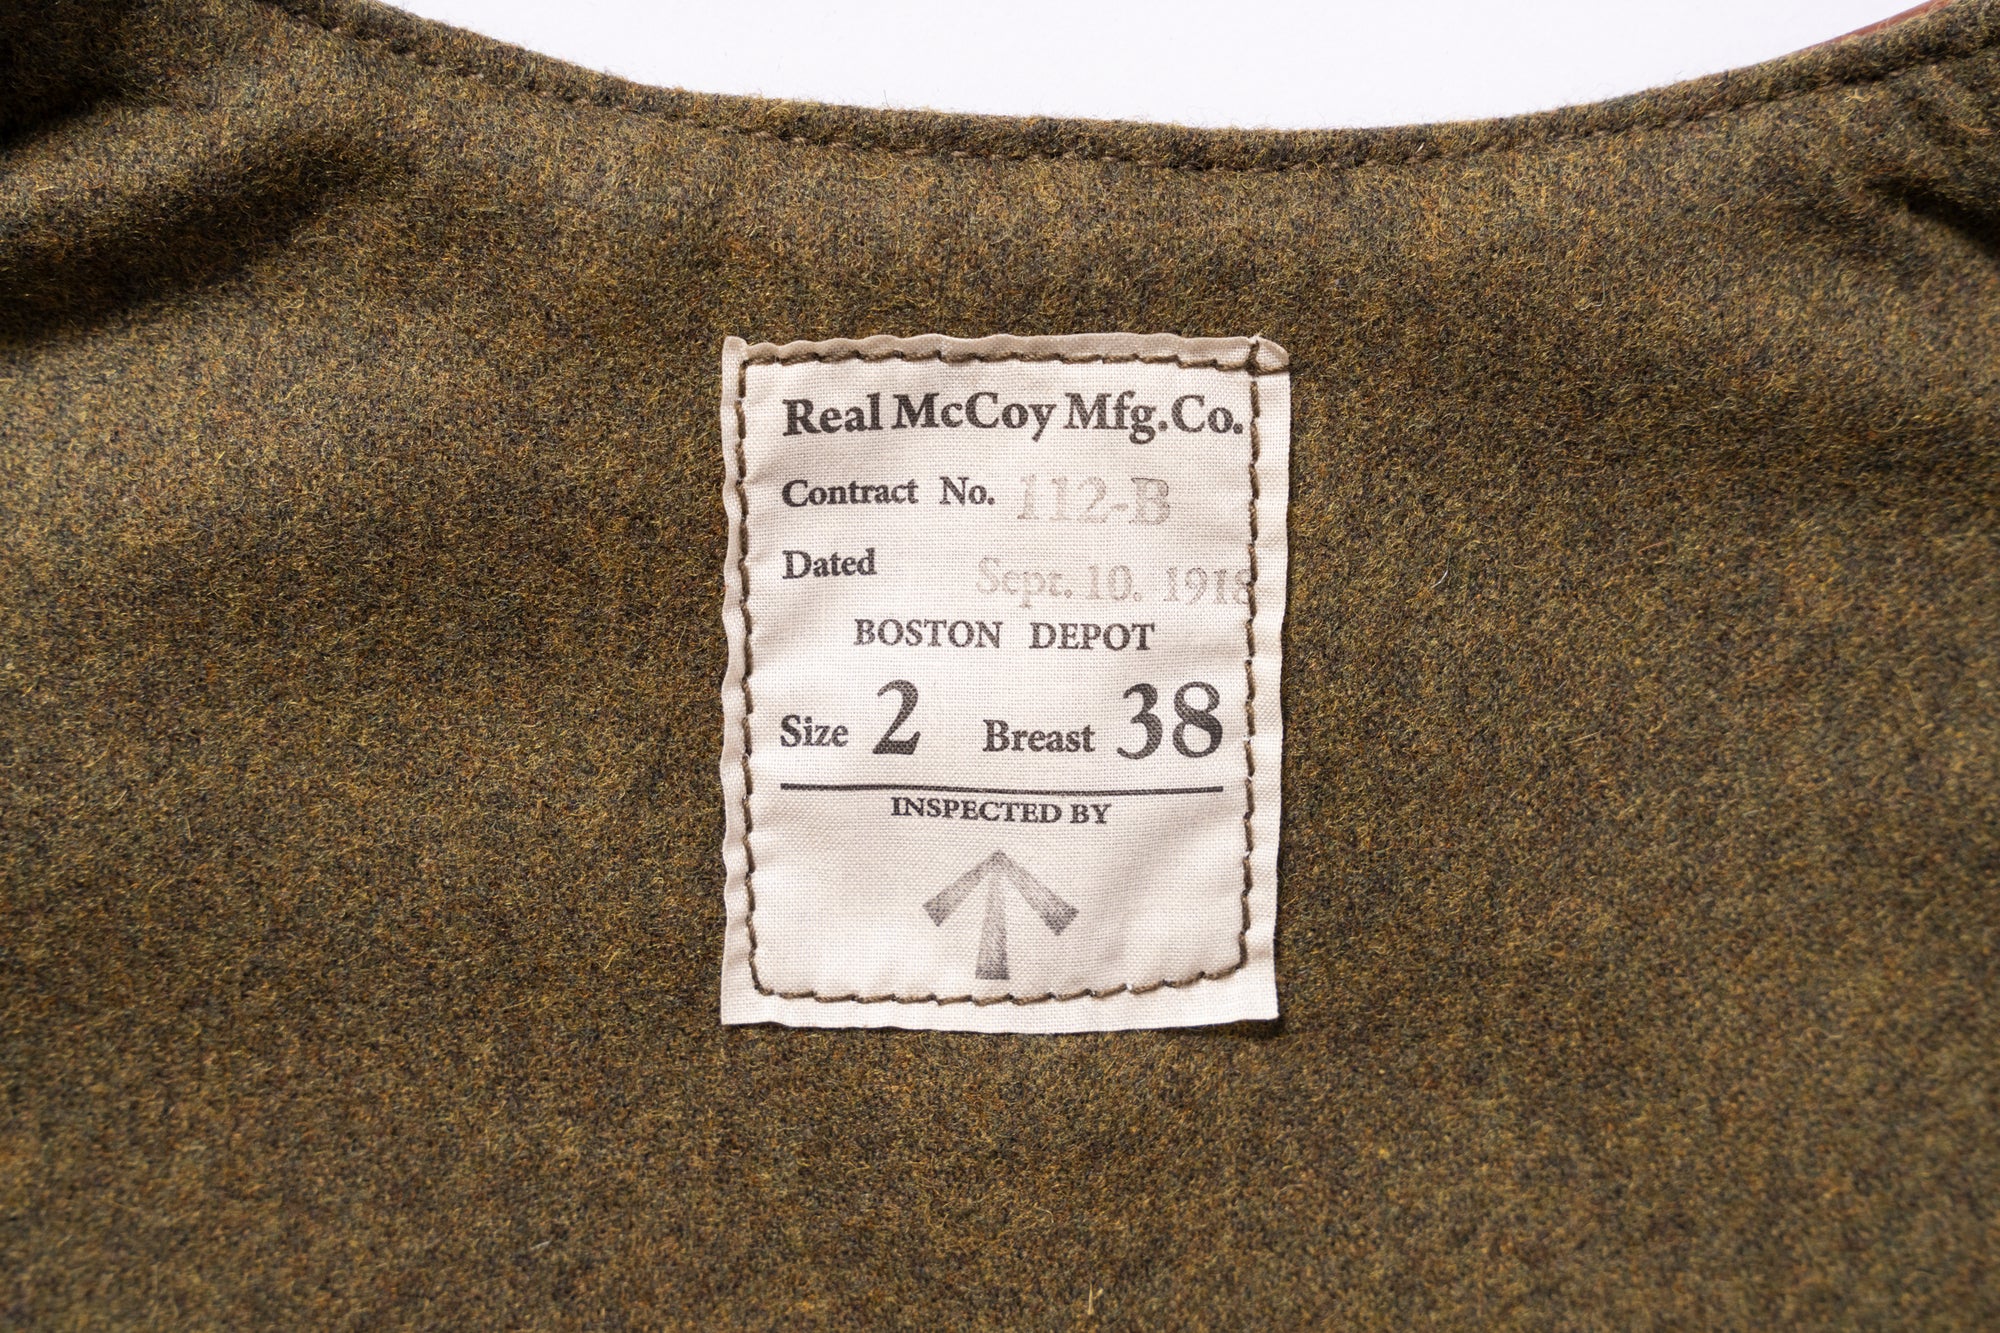 Real McCoy Mfg. Co.
Contract No. 112-B
Dated Sept. 10. 1918
BOSTON DEPOT
Size 2 Breast 38
INSPECTED BY